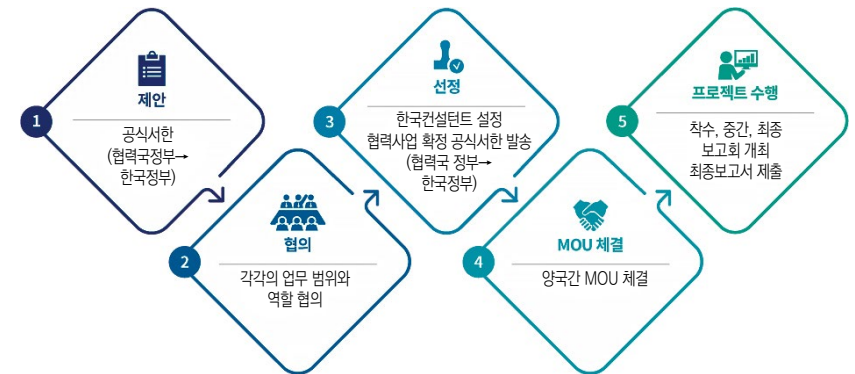 1
제안
공식서한
(협력국정부→
한국정부)
2
협의
각각의 업무 범위와
역할 협의
3
선정
한국컨설턴트 설정
협력사업 확정 공식서한 발송
(협력국 정부→
한국정부)
4
MOU 체결
양국간 MOU 체결
5
프로젝트 수행
착수, 중간, 최종
보고회 개최
최종보고서 제출